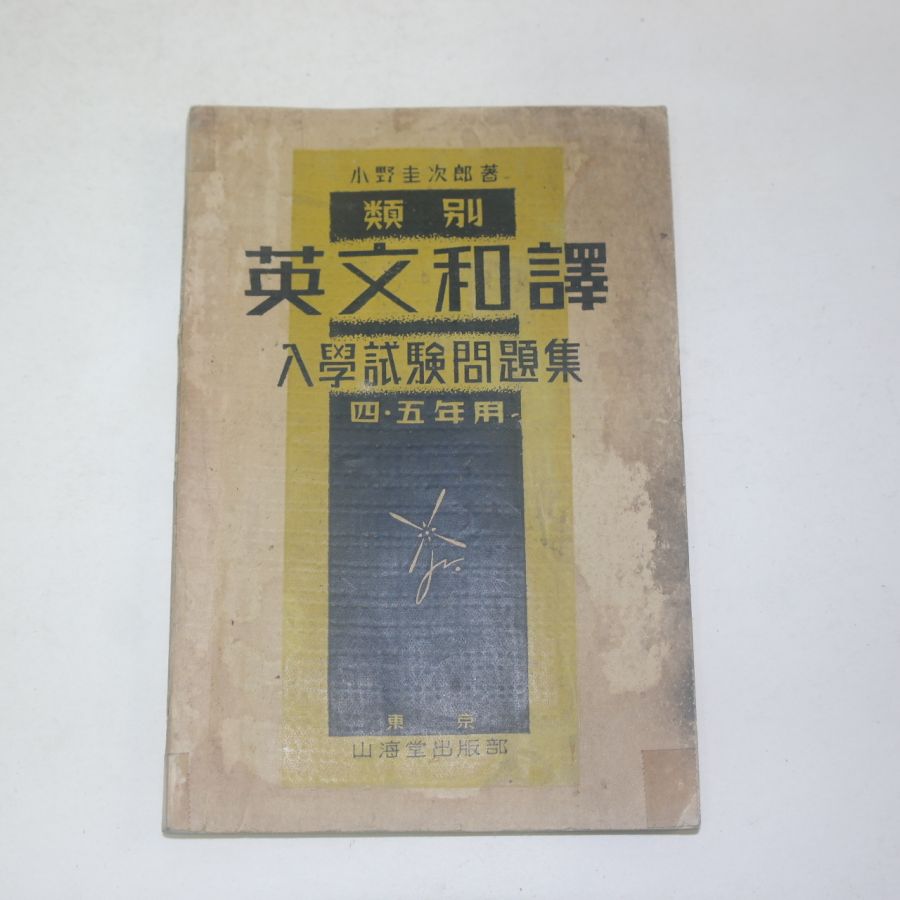 小野圭次郎著
類別
英文和譯
入學試験問題集
四・五年用
東京
山海堂出版部